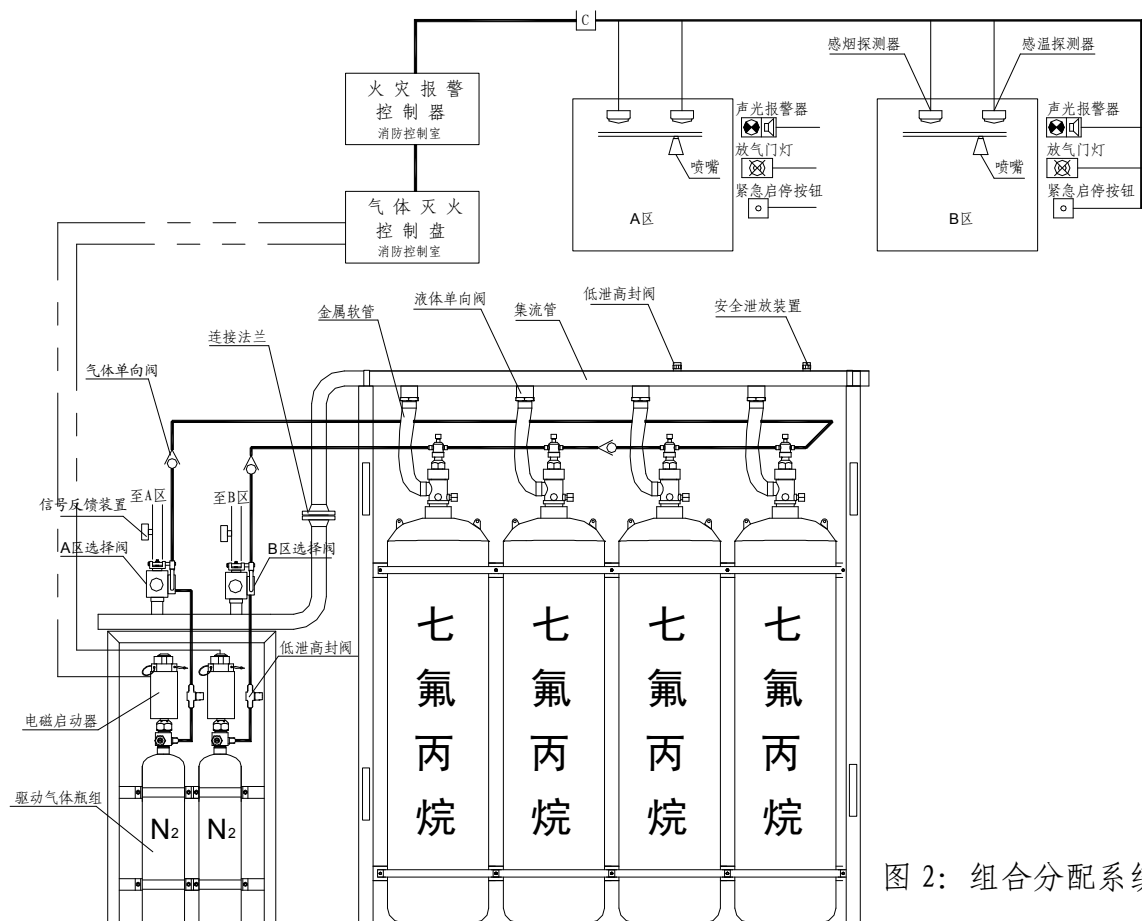 C
感烟探测器
感温探测器
火灾报警
控制器
消防控制室
声光报警器
声光报警器
放气门灯
放气门灯
喷嘴
喷嘴
紧急启停按钮
紧急启停按钮
A区
B区
气体灭火
控制盘
消防控制室
低泄高封阀
液体单向阀
安全泄放装置
金属软管
集流管
连接法兰
气体单向阀
至A区
至B区
信号反馈装置
A区选择阀
B区选择阀
七氟丙烷
七氟丙烷
七氟丙烷
七氟丙烷
低泄高封阀
电磁启动器
驱动气体瓶组
N2
N2
图 2：组合分配系统